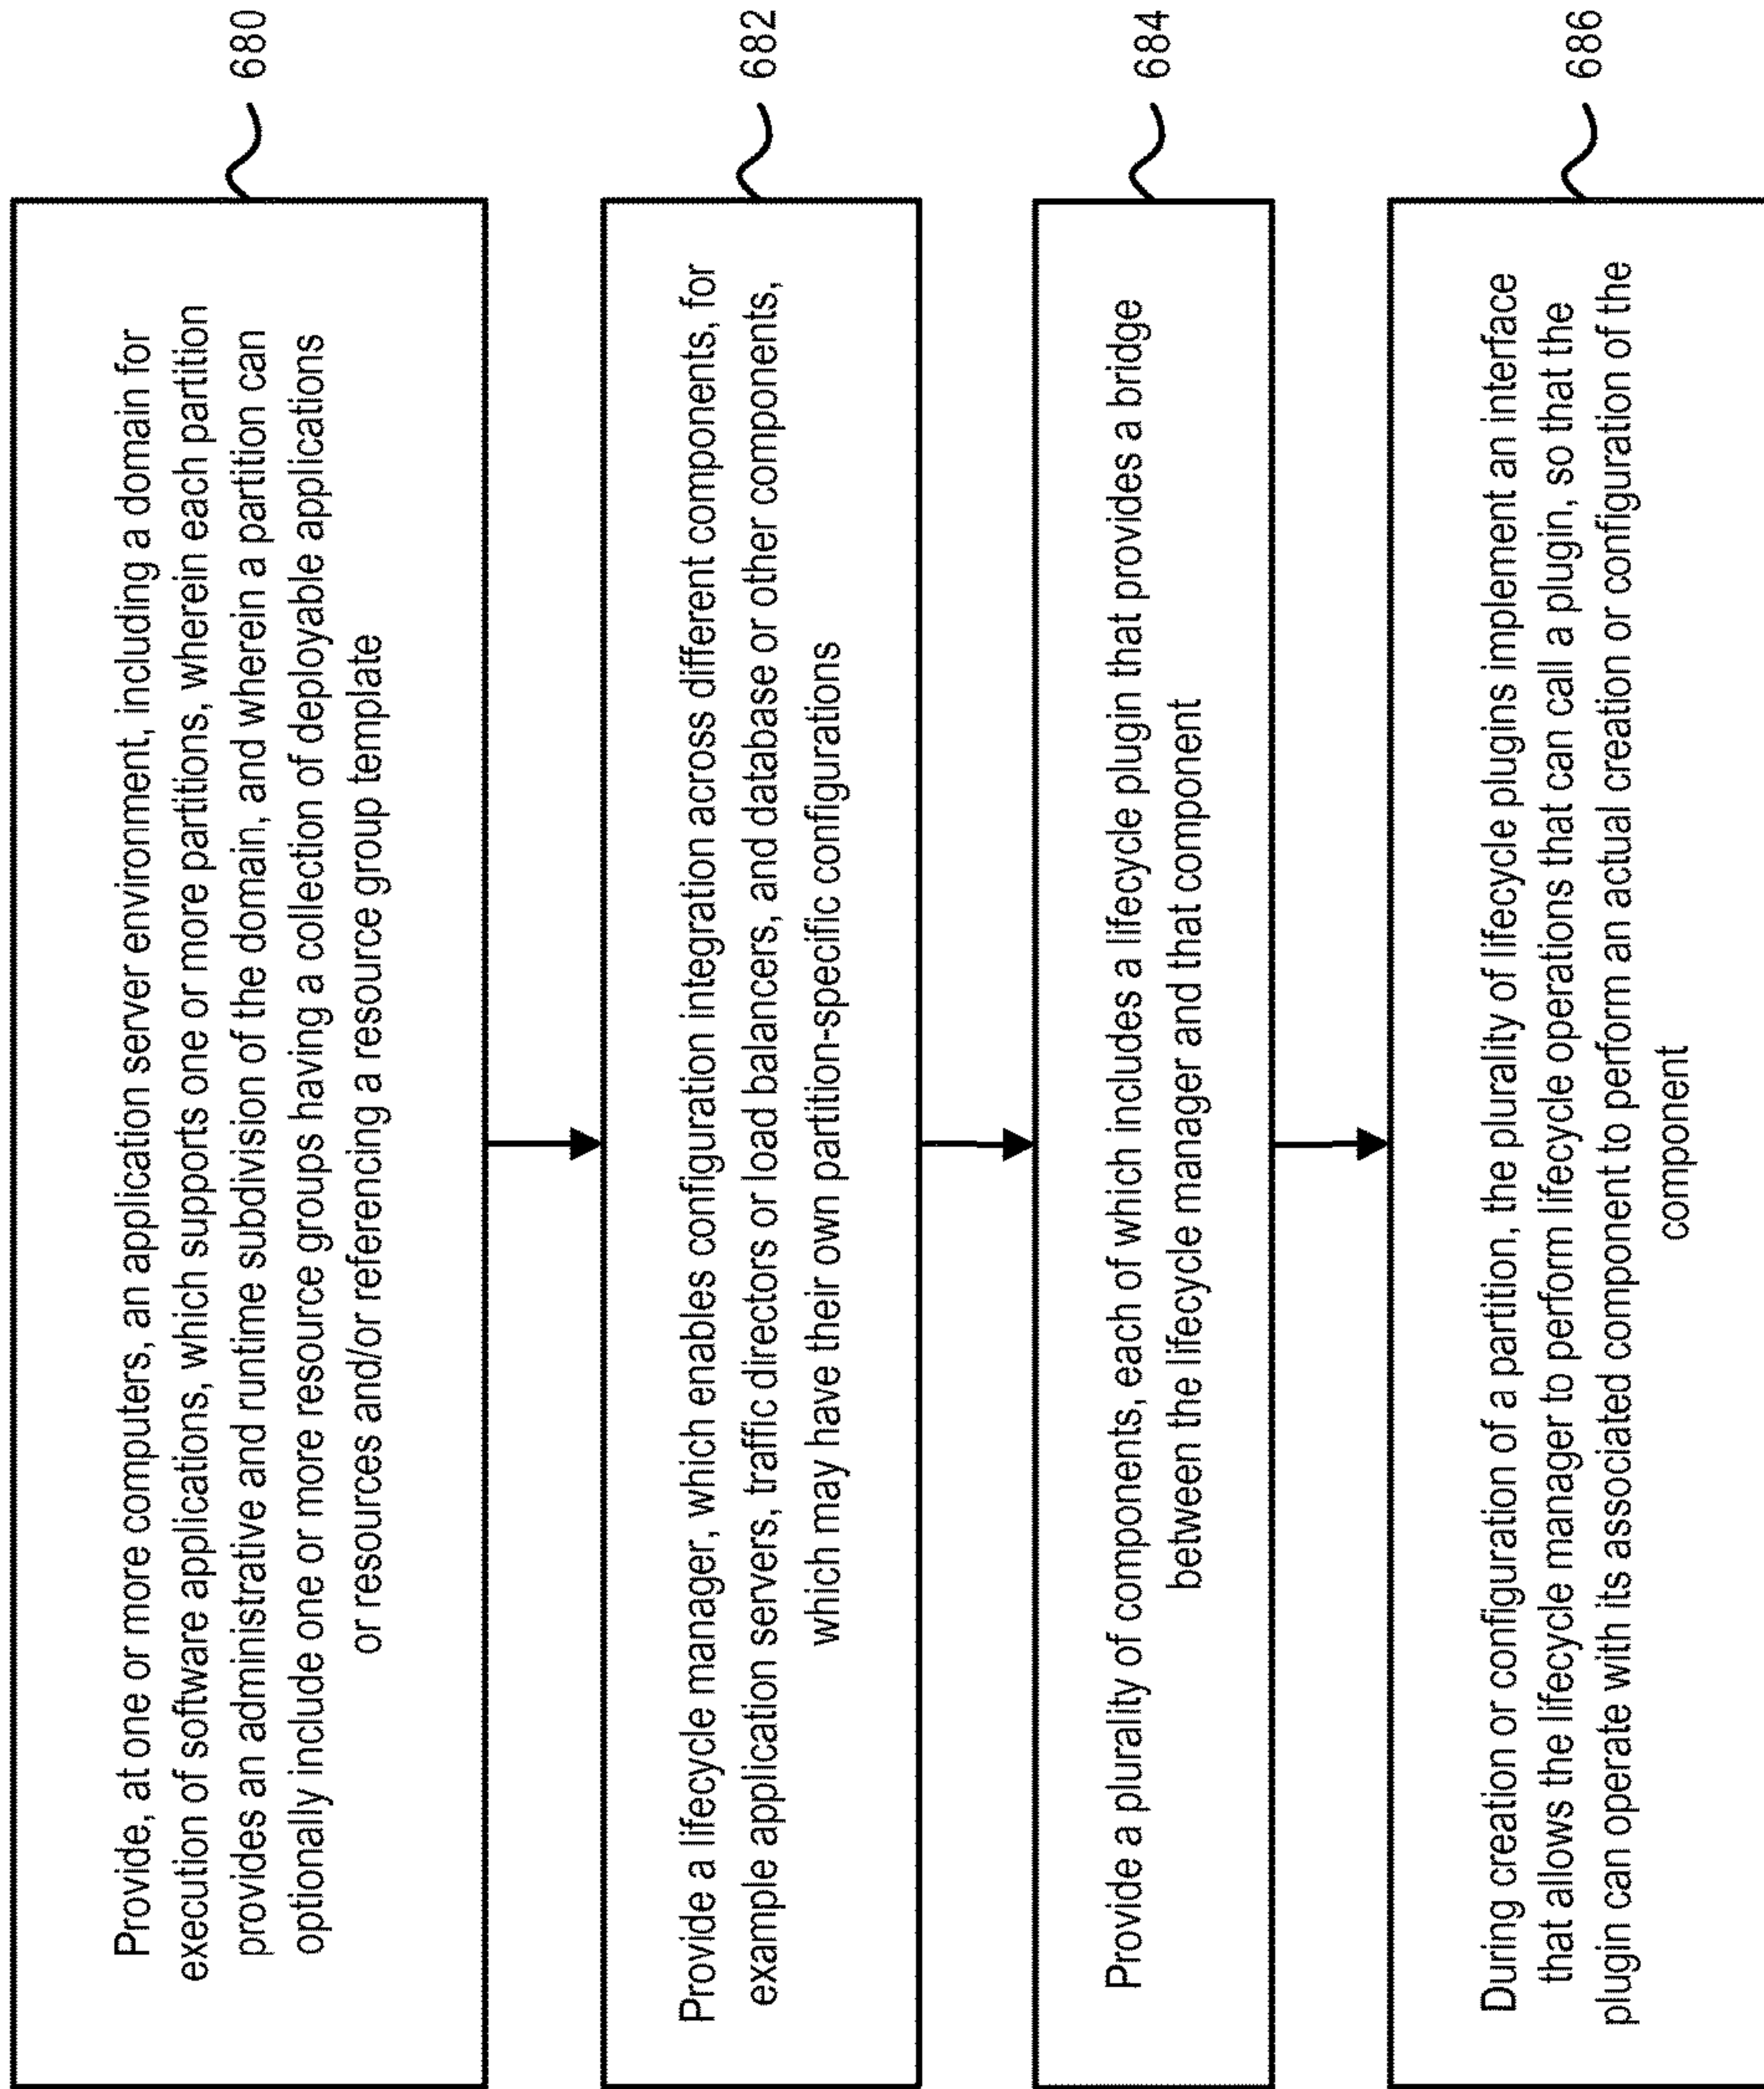 Provide, at one or more computers, an application server environment, including a domain for
execution of software applications, which supports one or more partitions, wherein each partition
provides an administrative and runtime subdivision of the domain, and wherein a partition can
optionally include one or more resource groups having a collection of deployable applications
or resources and/or referencing a resource group template
680
Provide a lifecycle manager, which enables configuration integration across different components, for
example application servers, traffic directors or load balancers, and database or other components,
which may have their own partition-specific configurations
682
Provide a plurality of components, each of which includes a lifecycle plugin that provides a bridge
between the lifecycle manager and that component
684
During creation or configuration of a partition, the plurality of lifecycle plugins implement an interface
that allows the lifecycle manager to perform lifecycle operations that can call a plugin, so that the
plugin can operate with its associated component to perform an actual creation or configuration of the
component
686